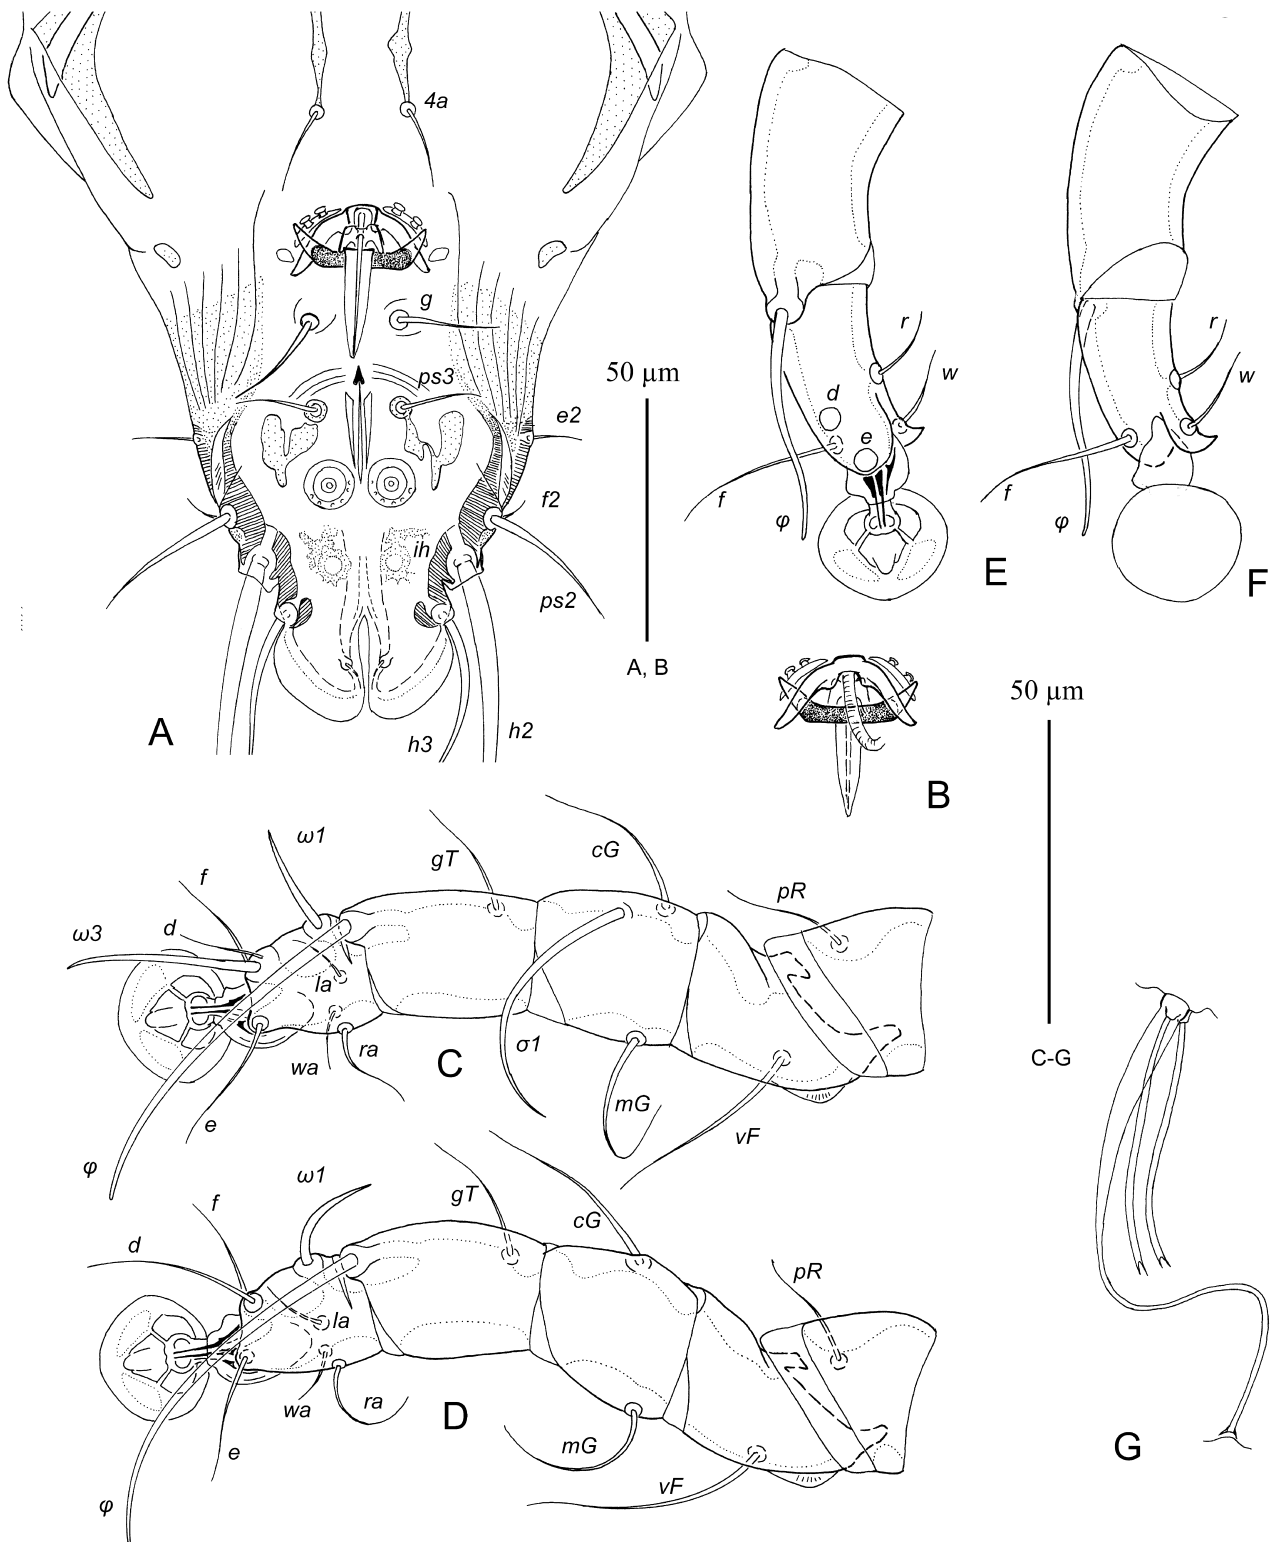 4a
g
ps3
50 µm
e2
f2
ih
ps2
A, B
A
h3
h2
r
w
d
e
f
φ
E
r
w
f
φ
F
B
50 µm
C-G
ω1
gT
cG
f
pR
ω3
d
la
wa
ra
C
σ1
mG
vF
e
φ
ω1
gT
cG
f
d
pR
la
wa
ra
D
mG
vF
e
φ
G